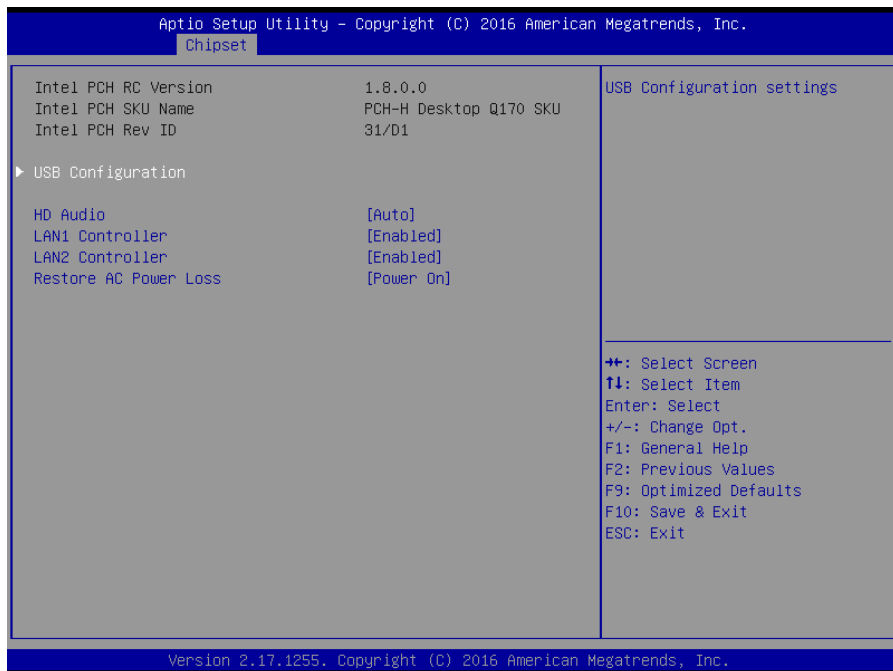 Aptio Setup Utility – Copyright (C) 2016 American Megatrends, Inc.
Chipset
Intel PCH RC Version 1.8.0.0
Intel PCH SKU Name PCH-H Desktop Q170 SKU
Intel PCH Rev ID 31/D1
▶ USB Configuration
HD Audio [Auto]
LAN1 Controller [Enabled]
LAN2 Controller [Enabled]
Restore AC Power Loss [Power On]
USB Configuration settings
→←: Select Screen
↑↓: Select Item
Enter: Select
+/-: Change Opt.
F1: General Help
F2: Previous Values
F9: Optimized Defaults
F10: Save & Exit
ESC: Exit
Version 2.17.1255. Copyright (C) 2016 American Megatrends, Inc.